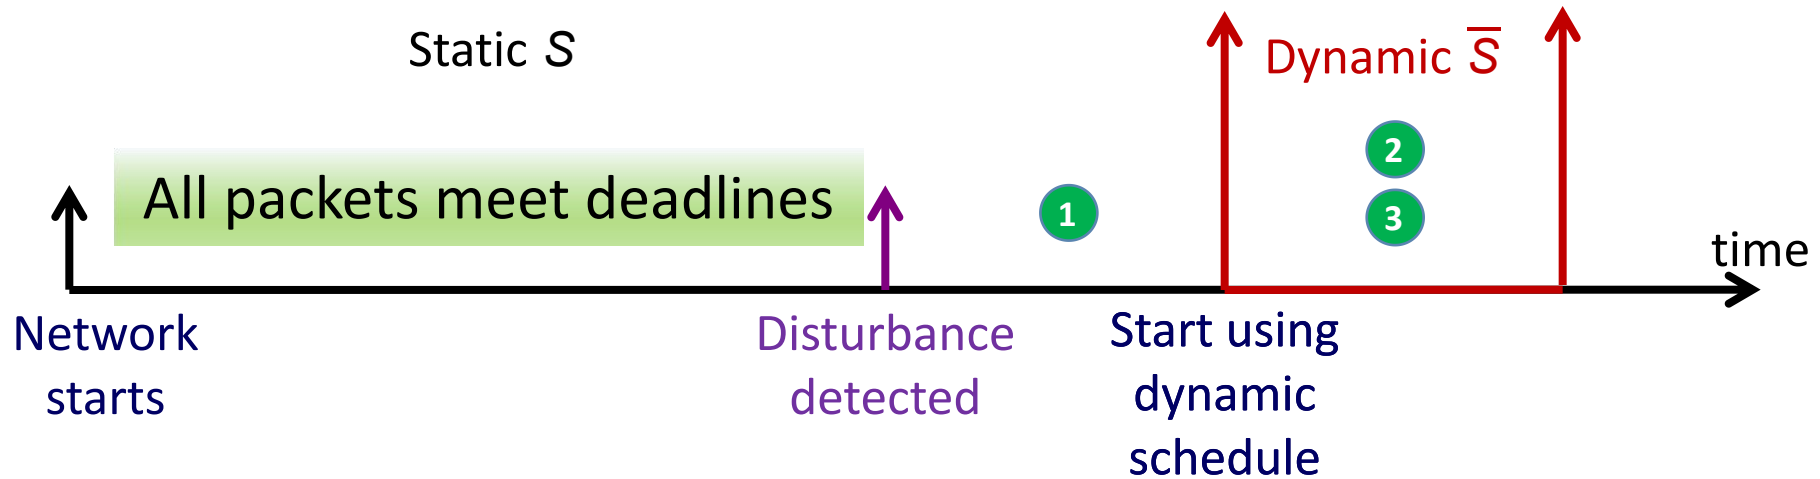 Static S
Dynamic S̅
All packets meet deadlines
1
2
3
time
Network
starts
Disturbance
detected
Start using
dynamic
schedule